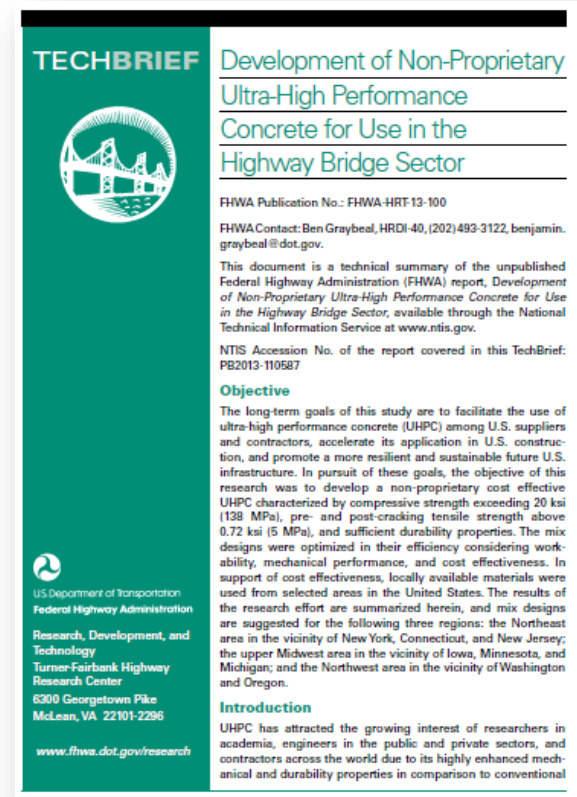 TECHBRIEF
Development of Non-Proprietary
Ultra-High Performance
Concrete for Use in the
Highway Bridge Sector
FHWA Publication No.: FHWA-HRT-13-100
FHWA Contact: Ben Graybeal, HRDI-40, (202) 493-3122, benjamin.
graybeal@dot.gov.
This document is a technical summary of the unpublished
Federal Highway Administration (FHWA) report, Development
of Non-Proprietary Ultra-High Performance Concrete for Use
in the Highway Bridge Sector, available through the National
Technical Information Service at www.ntis.gov.
NTIS Accession No. of the report covered in this TechBrief:
PB2013-110587
Objective
The long-term goals of this study are to facilitate the use of
ultra-high performance concrete (UHPC) among U.S. suppliers
and contractors, accelerate its application in U.S. construc-
tion, and promote a more resilient and sustainable future U.S.
infrastructure. In pursuit of these goals, the objective of this
research was to develop a non-proprietary cost effective
UHPC characterized by compressive strength exceeding 20 ksi
(138 MPa), pre- and post-cracking tensile strength above
0.72 ksi (5 MPa), and sufficient durability properties. The mix
designs were optimized in their efficiency considering work-
ability, mechanical performance, and cost effectiveness. In
support of cost effectiveness, locally available materials were
used from selected areas in the United States. The results of
the research effort are summarized herein, and mix designs
are suggested for the following three regions: the Northeast
area in the vicinity of New York, Connecticut, and New Jersey;
the upper Midwest area in the vicinity of Iowa, Minnesota, and
Michigan; and the Northwest area in the vicinity of Washington
and Oregon.
Introduction
UHPC has attracted the growing interest of researchers in
academia, engineers in the public and private sectors, and
contractors across the world due to its highly enhanced mech-
anical and durability properties in comparison to conventional
U.S. Department of Transportation
Federal Highway Administration
Research, Development, and
Technology
Turner-Fairbank Highway
Research Center
6300 Georgetown Pike
McLean, VA 22101-2296
www.fhwa.dot.gov/research